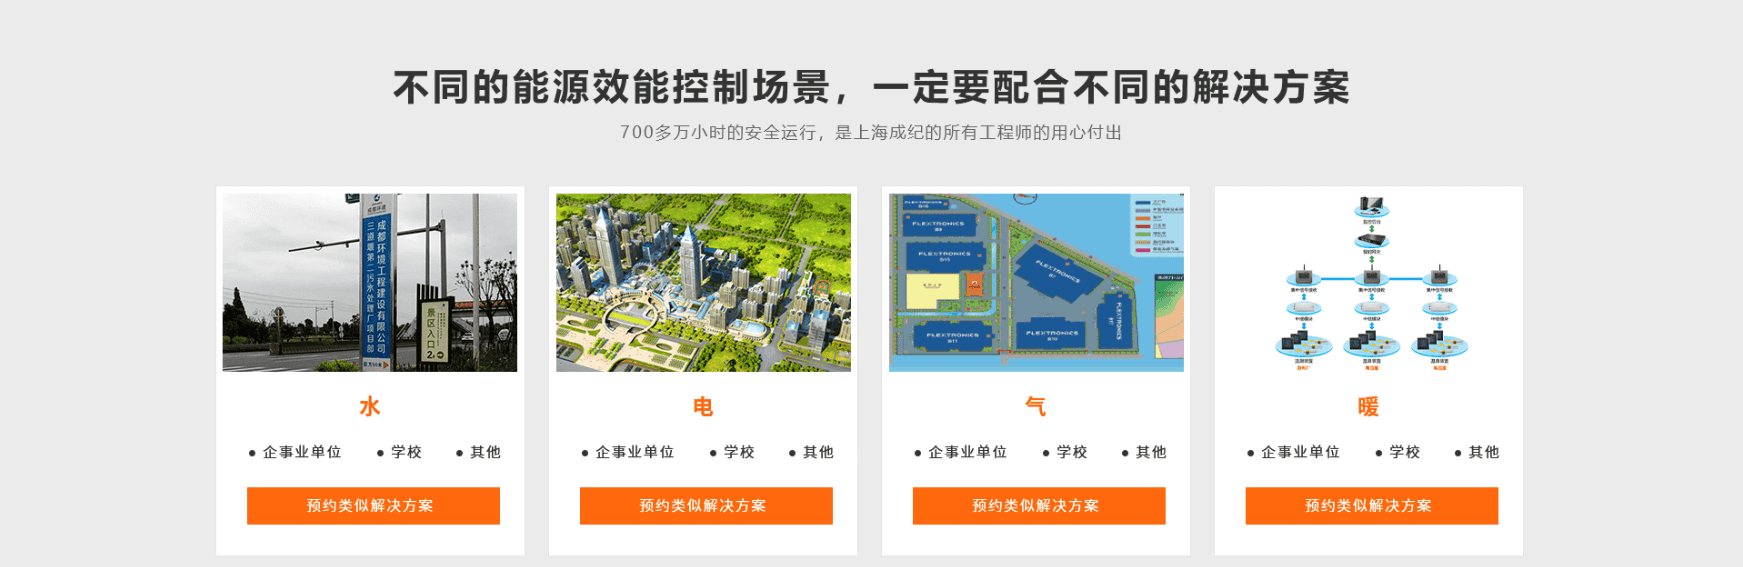 不同的能源效能控制场景，一定要配合不同的解决方案
700多万小时的安全运行，是上海成纪的所有工程师的用心付出
成都环境工程建设有限公司
三道堰第二污水处理厂项目部
景区入口
FLEXTRONICS
FLEXTRONICS
FLEXTRONICS
FLEXTRONICS
B11
FLEXTRONICS
水
● 企事业单位 ● 学校 ● 其他
预约类似解决方案
电
● 企事业单位 ● 学校 ● 其他
预约类似解决方案
气
● 企事业单位 ● 学校 ● 其他
预约类似解决方案
暖
● 企事业单位 ● 学校 ● 其他
预约类似解决方案